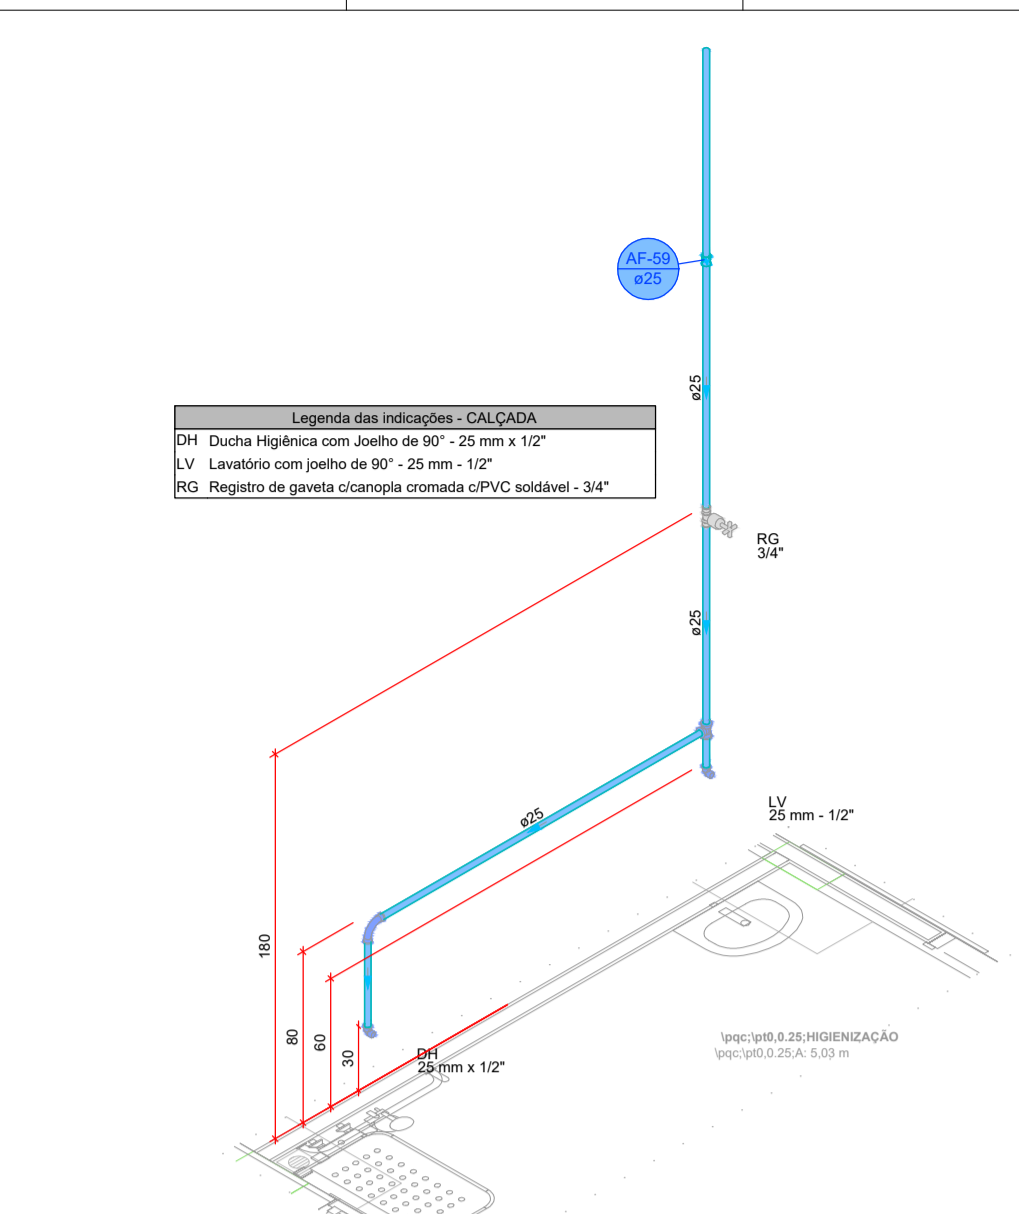 AF-59
ø25
ø25
Legenda das indicações - CALÇADA
DH Ducha Higiênica com Joelho de 90° - 25 mm x 1/2"
LV Lavatório com joelho de 90° - 25 mm - 1/2"
RG Registro de gaveta c/canopla cromada c/PVC soldável - 3/4"
RG
3/4"
ø25
LV
25 mm - 1/2"
ø25
180
80
60
30
DH
25 mm x 1/2"
\pqc;\pt0,0.25;HIGIENIZAÇÃO
\pqc;\pt0,0.25;A: 5,03 m